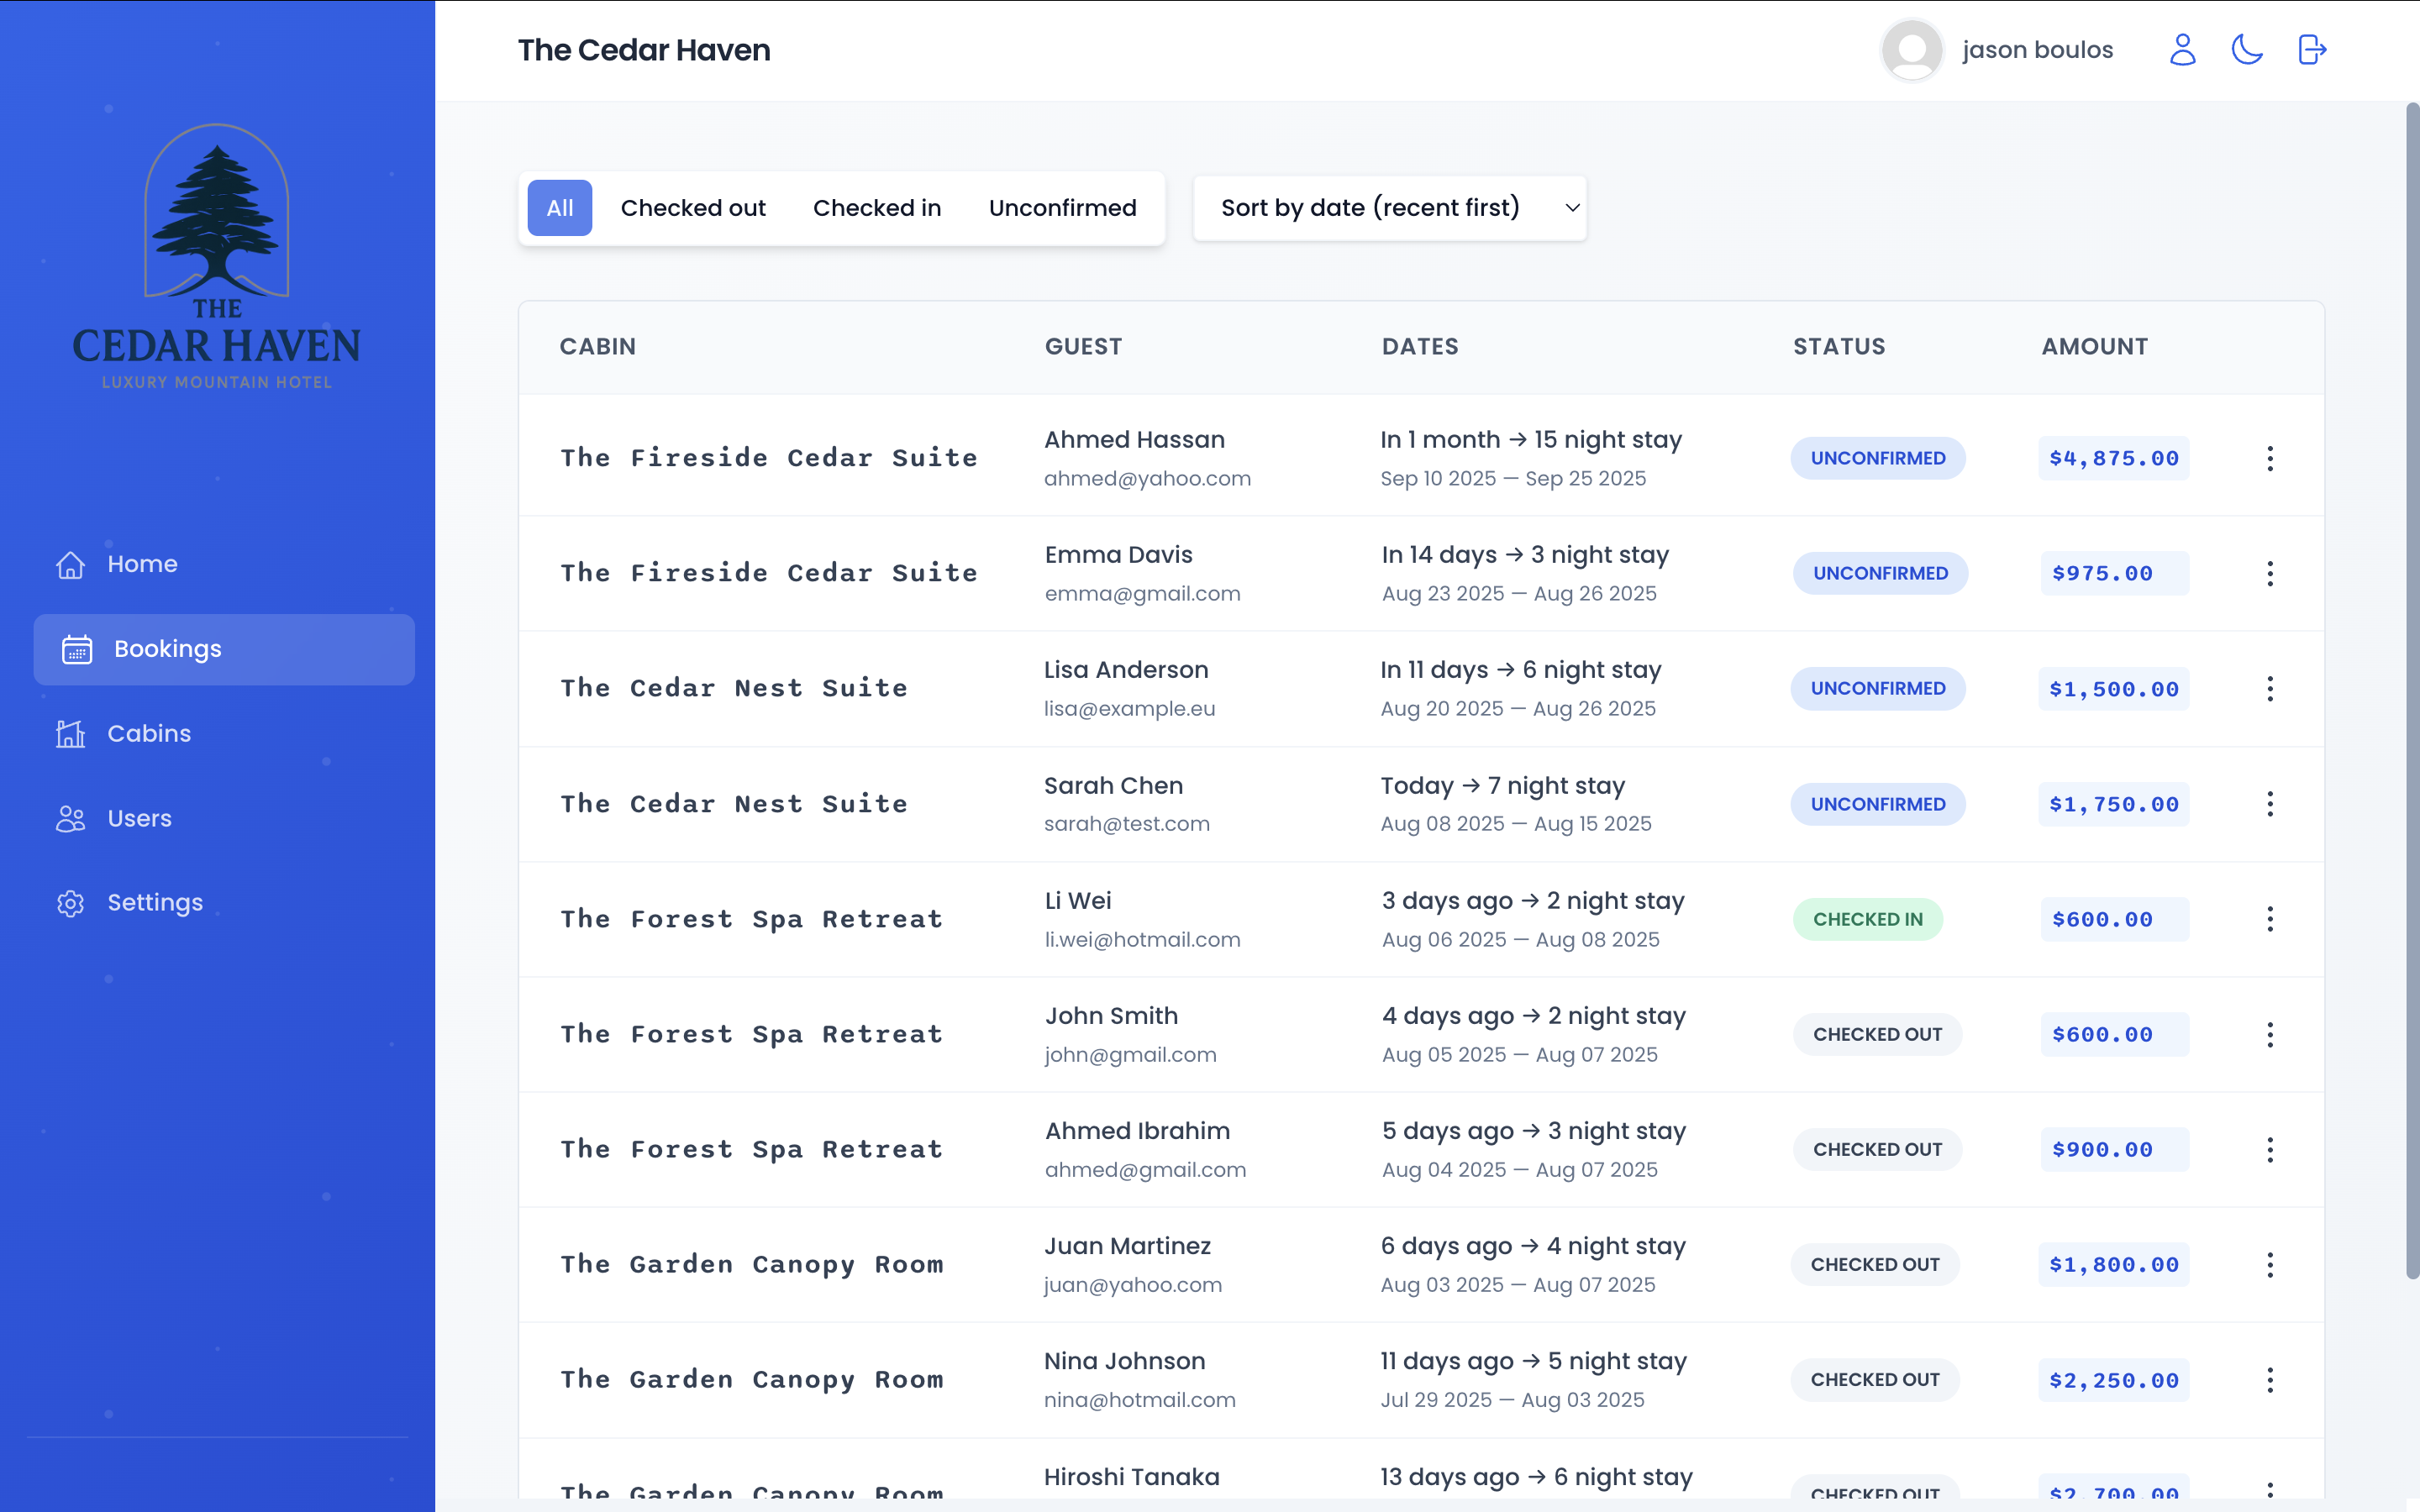 The Cedar Haven
jason boulos
THE
CEDAR HAVEN
LUXURY MOUNTAIN HOTEL
Home
Bookings
Cabins
Users
Settings
All Checked out Checked in Unconfirmed
Sort by date (recent first)
CABIN GUEST DATES STATUS AMOUNT
The Fireside Cedar Suite
Ahmed Hassan
ahmed@yahoo.com
In 1 month → 15 night stay
Sep 10 2025 — Sep 25 2025
UNCONFIRMED
$4,875.00
The Fireside Cedar Suite
Emma Davis
emma@gmail.com
In 14 days → 3 night stay
Aug 23 2025 — Aug 26 2025
UNCONFIRMED
$975.00
The Cedar Nest Suite
Lisa Anderson
lisa@example.eu
In 11 days → 6 night stay
Aug 20 2025 — Aug 26 2025
UNCONFIRMED
$1,500.00
The Cedar Nest Suite
Sarah Chen
sarah@test.com
Today → 7 night stay
Aug 08 2025 — Aug 15 2025
UNCONFIRMED
$1,750.00
The Forest Spa Retreat
Li Wei
li.wei@hotmail.com
3 days ago → 2 night stay
Aug 06 2025 — Aug 08 2025
CHECKED IN
$600.00
The Forest Spa Retreat
John Smith
john@gmail.com
4 days ago → 2 night stay
Aug 05 2025 — Aug 07 2025
CHECKED OUT
$600.00
The Forest Spa Retreat
Ahmed Ibrahim
ahmed@gmail.com
5 days ago → 3 night stay
Aug 04 2025 — Aug 07 2025
CHECKED OUT
$900.00
The Garden Canopy Room
Juan Martinez
juan@yahoo.com
6 days ago → 4 night stay
Aug 03 2025 — Aug 07 2025
CHECKED OUT
$1,800.00
The Garden Canopy Room
Nina Johnson
nina@hotmail.com
11 days ago → 5 night stay
Jul 29 2025 — Aug 03 2025
CHECKED OUT
$2,250.00
The Garden Canopy Room
Hiroshi Tanaka
13 days ago → 6 night stay
CHECKED OUT
$2,700.00